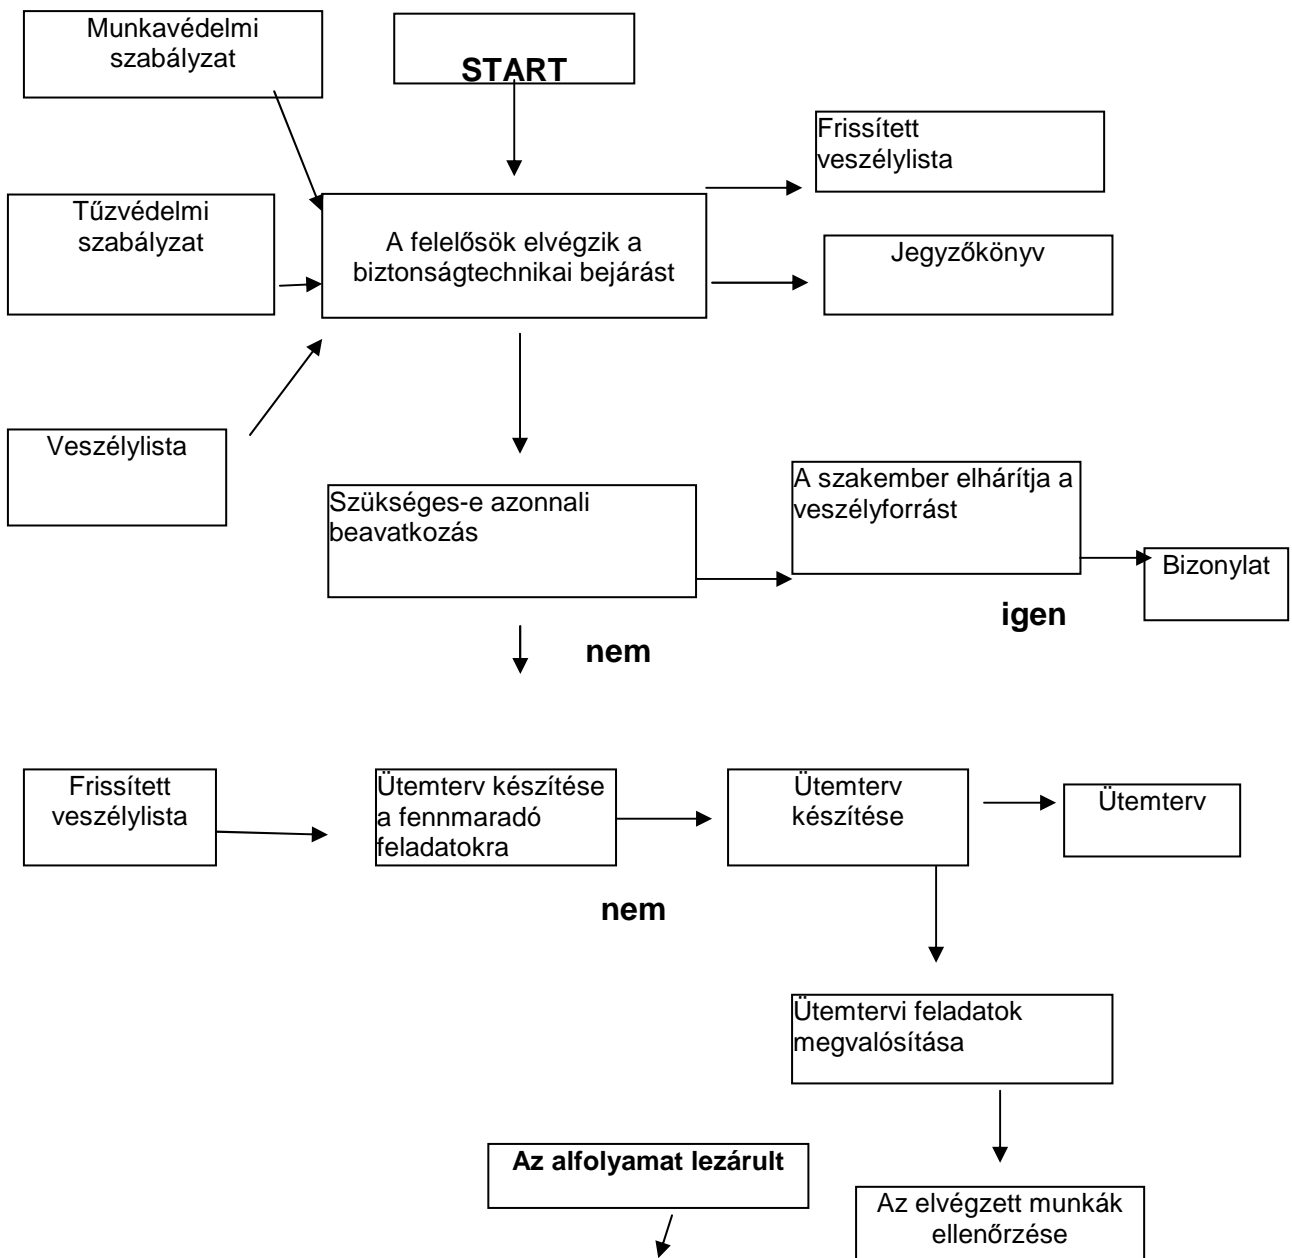 Munkavédelmi
szabályzat
START
Frissített
veszélylista
Tűzvédelmi
szabályzat
A felelősök elvégzik a
biztonságtechnikai bejárást
Jegyzőkönyv
Veszélylista
Szükséges-e azonnali
beavatkozás
A szakember elhárítja a
veszélyforrást
Bizonylat
igen
nem
Frissített
veszélylista
Ütemterv készítése
a fennmaradó
feladatokra
Ütemterv
készítése
Ütemterv
nem
Ütemtervi feladatok
megvalósítása
Az alfolyamat lezárult
Az elvégzett munkák
ellenőrzése